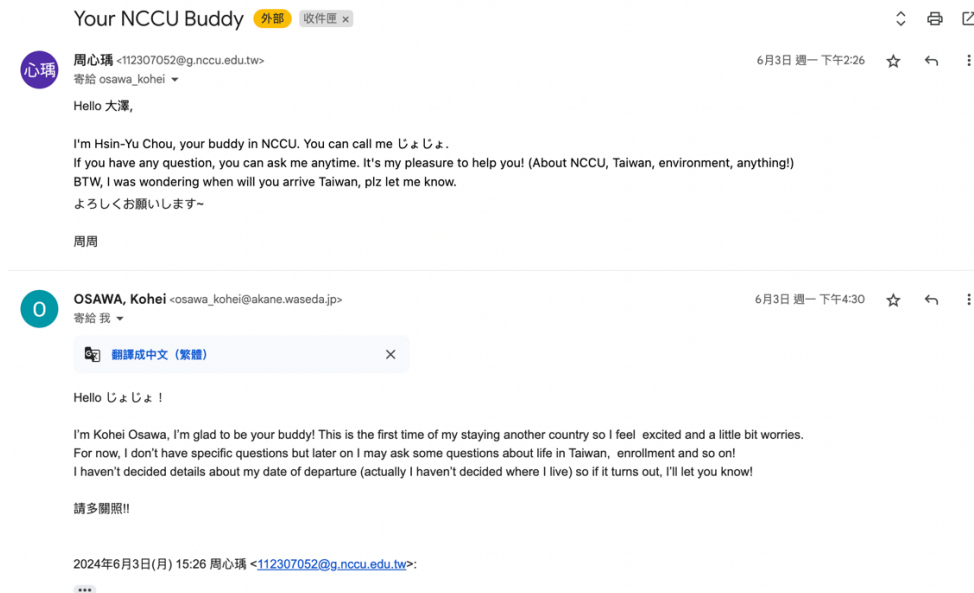 Your NCCU Buddy 外部 收件匣 ×
心瑀 周心瑀 <112307052@g.nccu.edu.tw> 6月3日 週一 下午2:26
寄給 osawa_kohei
Hello 大澤,
I'm Hsin-Yu Chou, your buddy in NCCU. You can call me じょじょ.
If you have any question, you can ask me anytime. It's my pleasure to help you! (About NCCU, Taiwan, environment, anything!)
BTW, I was wondering when will you arrive Taiwan, plz let me know.
よろしくお願いします~
周周
O OSAWA, Kohei <osawa_kohei@akane.waseda.jp> 6月3日 週一 下午4:30
寄給 我
翻譯成中文（繁體）
Hello じょじょ！
I'm Kohei Osawa, I'm glad to be your buddy! This is the first time of my staying another country so I feel  excited and a little bit worries.
For now, I don't have specific questions but later on I may ask some questions about life in Taiwan,  enrollment and so on!
I haven't decided details about my date of departure (actually I haven't decided where I live) so if it turns out, I'll let you know!
請多關照!!
2024年6月3日(月) 15:26 周心瑀 <112307052@g.nccu.edu.tw>: